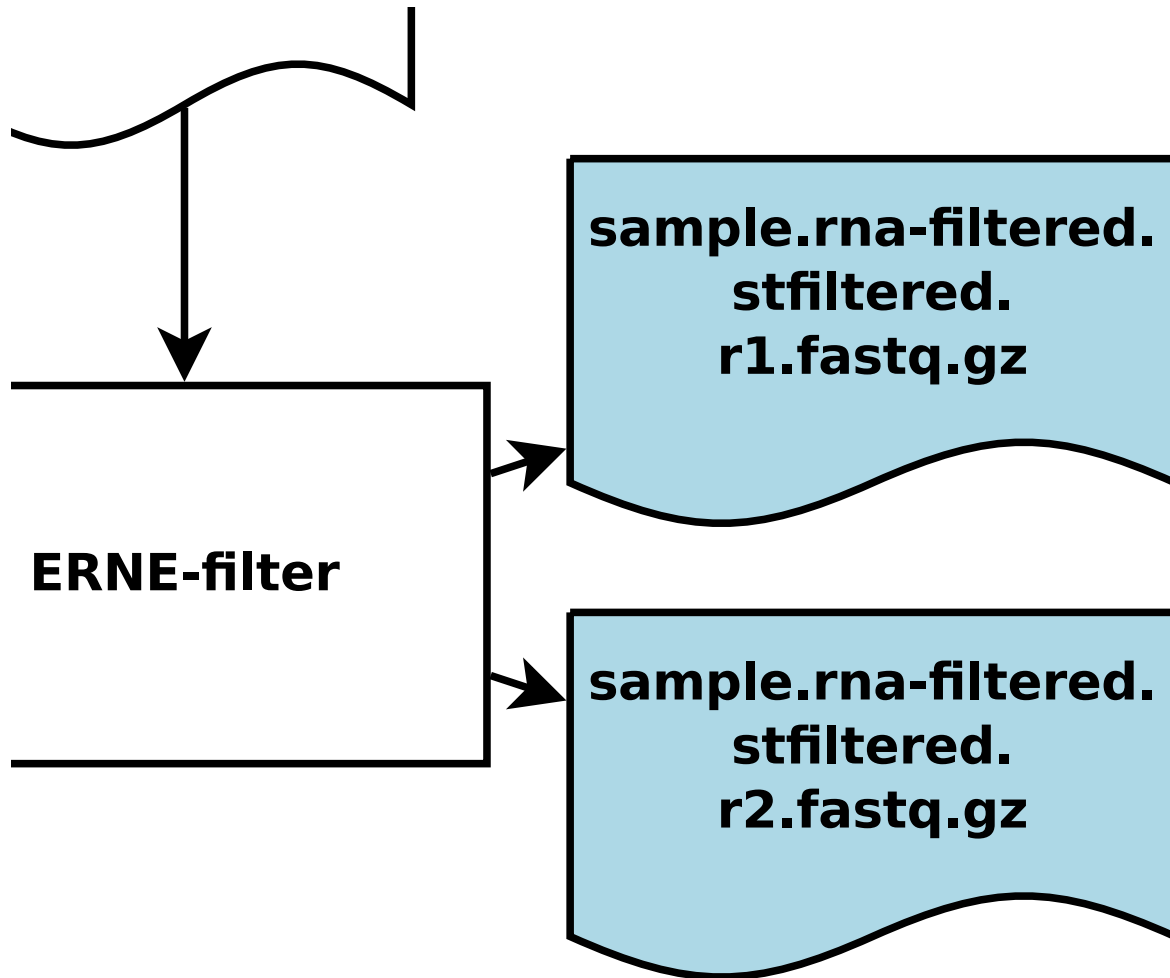 sample.rna-filtered.
stfiltered.
r1.fastq.gz
ERNE-filter
sample.rna-filtered.
stfiltered.
r2.fastq.gz